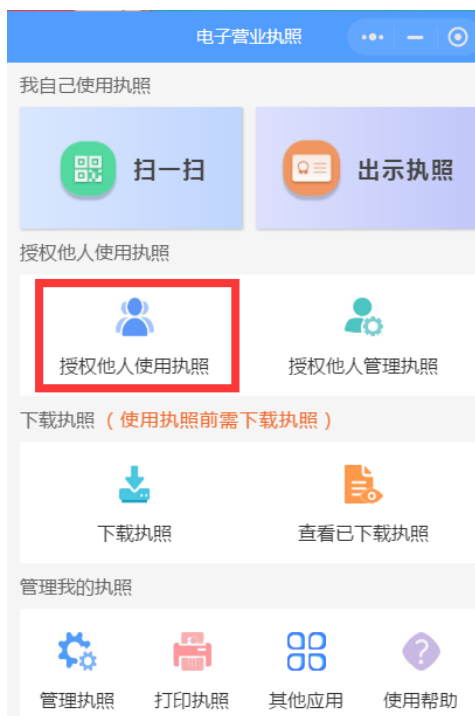 电子营业执照
我自己使用执照
扫一扫 出示执照
授权他人使用执照
授权他人使用执照 授权他人管理执照
下载执照（使用执照前需下载执照）
下载执照 查看已下载执照
管理我的执照
管理执照 打印执照 其他应用 使用帮助